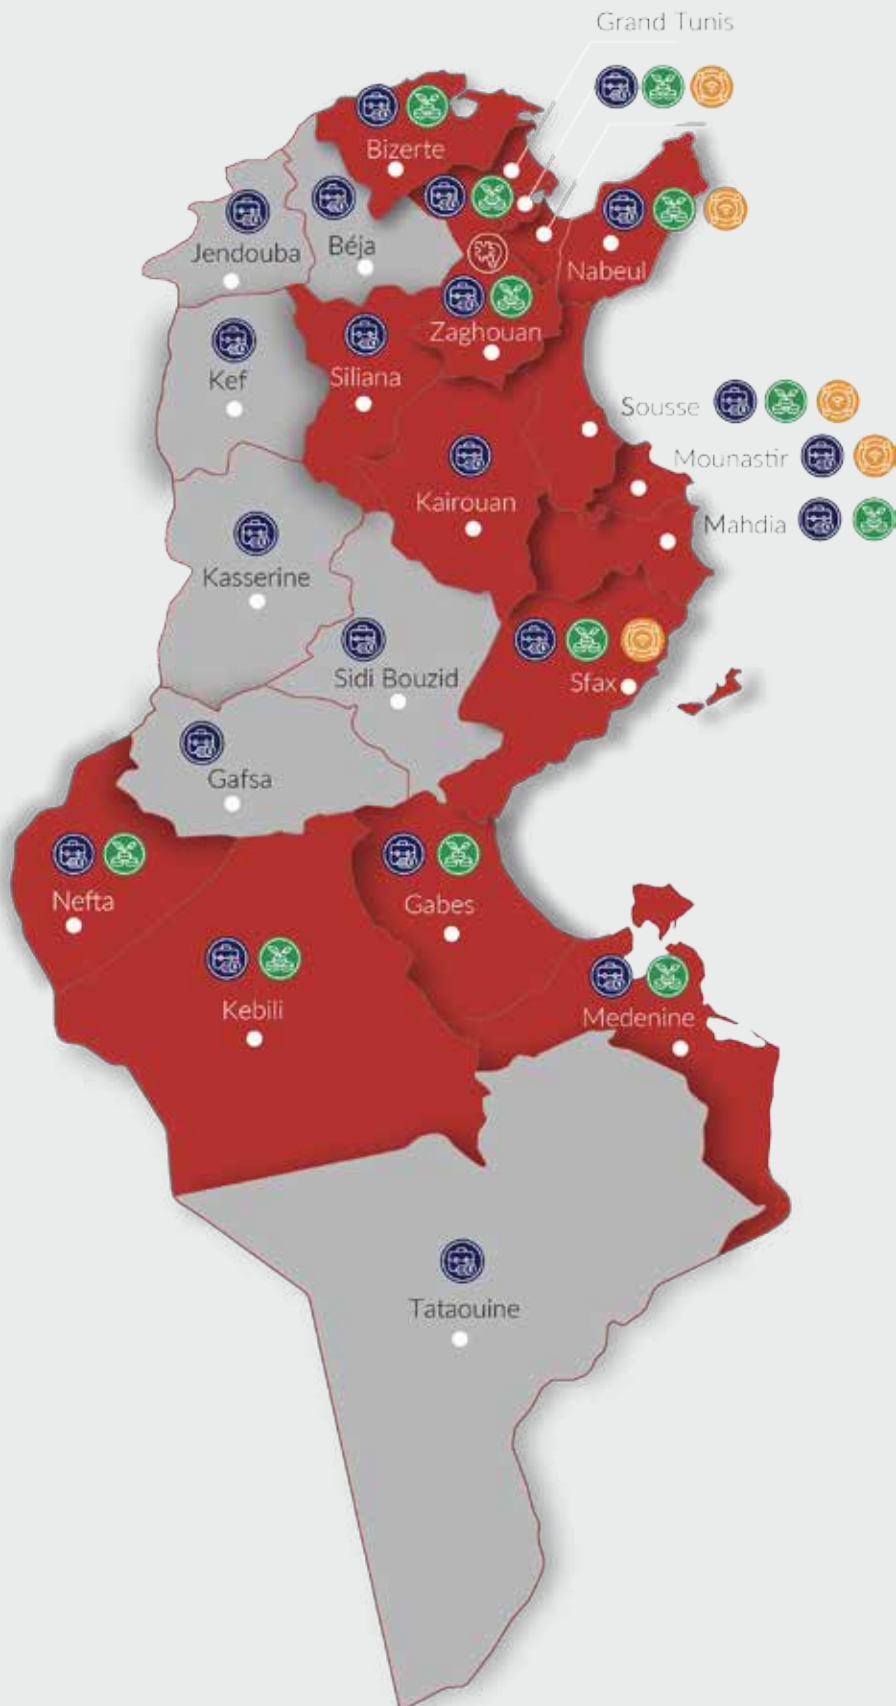 Grand Tunis
Bizerte
Jendouba
Béja
Nabeul
Zaghouan
Kef
Siliana
Sousse
Mounastir
Kairouan
Mahdia
Kasserine
Sidi Bouzid
Sfax
Gafsa
Nefta
Gabes
Kebili
Medenine
Tataouine